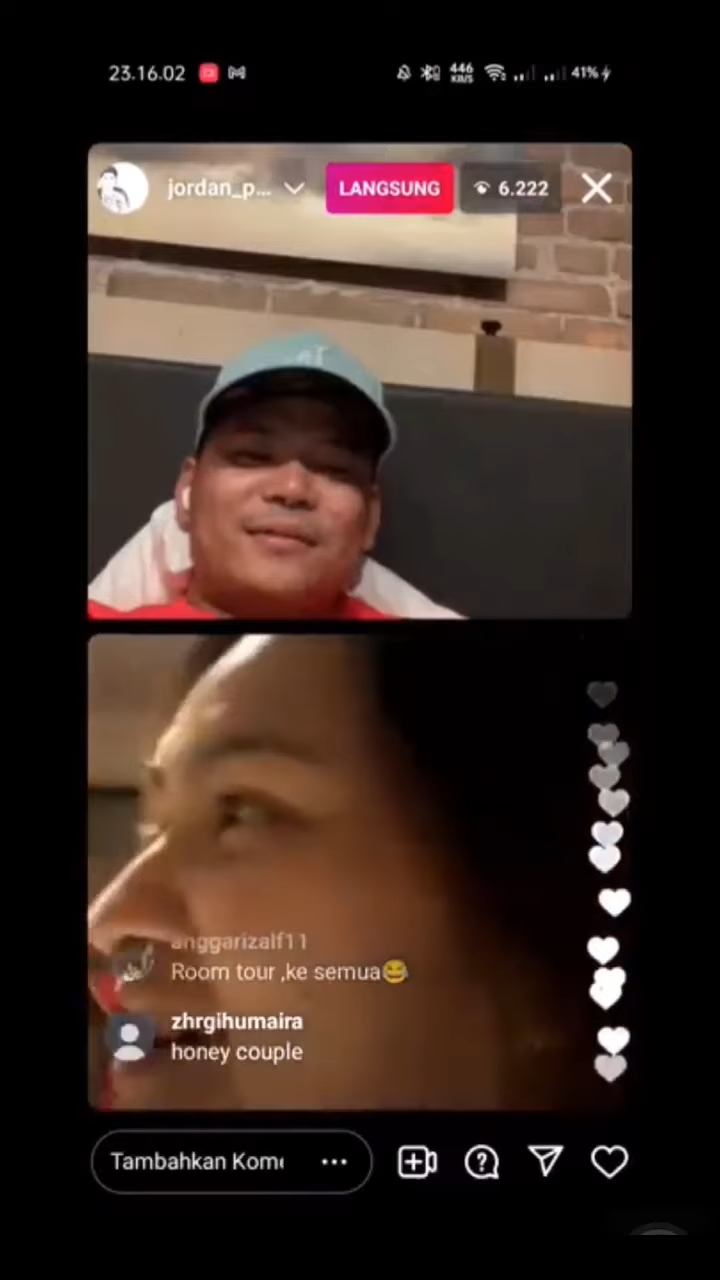 23.16.02
446
KB/S
41%
jordan_p...
LANGSUNG
6.222
anggarizalf11
Room tour ,ke semua😂
zhrgihumaira
honey couple
Tambahkan Kome